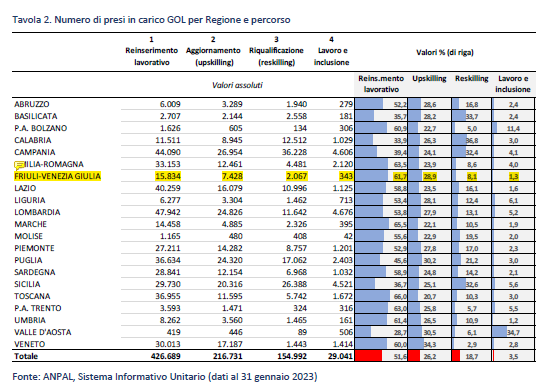 Tavola 2. Numero di presi in carico GOL per Regione e percorso
1 2 3 4
Reinserimento lavorativo Aggiornamento (upskilling) Riqualificazione (reskilling) Lavoro e inclusione Valori % (di riga)
Valori assoluti Reins.mento lavorativo Upskilling Reskilling Lavoro e inclusione
ABRUZZO 6.009 3.289 1.940 279 52,2 28,6 16,8 2,4
BASILICATA 2.707 2.144 2.558 181 35,7 28,2 33,7 2,4
P.A. BOLZANO 1.626 605 134 306 60,9 22,7 5,0 11,4
CALABRIA 11.511 8.945 12.512 1.029 33,9 26,3 36,8 3,0
CAMPANIA 44.090 26.954 36.228 4.606 39,4 24,1 32,4 4,1
ILIA-ROMAGNA 33.153 12.461 4.481 2.120 63,5 23,9 8,6 4,0
FRIULI-VENEZIA GIULIA 15.834 7.428 2.067 343 61,7 28,9 8,1 1,3
LAZIO 40.259 16.079 10.996 1.125 58,8 23,5 16,1 1,6
LIGURIA 6.277 3.304 1.462 713 53,4 28,1 12,4 6,1
LOMBARDIA 47.942 24.826 11.642 4.676 53,8 27,9 13,1 5,2
MARCHE 14.458 4.885 2.326 395 65,5 22,1 10,5 1,9
MOLISE 1.165 480 408 42 55,6 22,9 19,5 2,0
PIEMONTE 27.211 14.282 8.757 1.201 52,9 27,8 17,0 2,3
PUGLIA 36.634 24.320 17.062 2.403 45,6 30,2 21,2 3,0
SARDEGNA 28.841 12.154 6.968 1.032 58,9 24,8 14,2 2,1
SICILIA 29.730 20.316 26.388 4.521 36,7 25,1 32,6 5,6
TOSCANA 36.955 11.595 5.742 1.672 66,0 20,7 10,3 3,0
P.A. TRENTO 3.593 1.471 324 316 63,0 25,8 5,7 5,5
UMBRIA 8.262 3.560 1.465 161 61,4 26,5 10,9 1,2
VALLE D'AOSTA 419 446 89 506 28,7 30,5 6,1 34,7
VENETO 30.013 17.187 1.443 1.414 60,0 34,3 2,9 2,8
Totale 426.689 216.731 154.992 29.041 51,6 26,2 18,7 3,5
Fonte: ANPAL, Sistema Informativo Unitario (dati al 31 gennaio 2023)